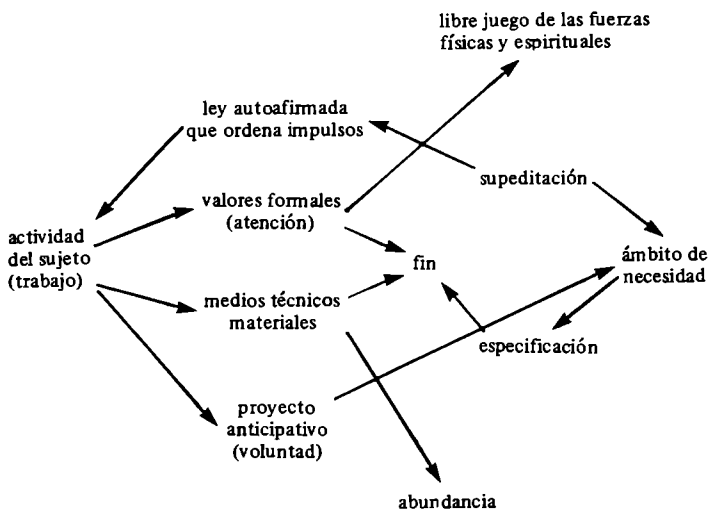 libre juego de las fuerzas
físicas y espirituales
ley autoafirmada
que ordena impulsos
supeditación
valores formales
(atención)
actividad
del sujeto
(trabajo)
fin
ámbito de
necesidad
medios técnicos
materiales
especificación
proyecto
anticipativo
(voluntad)
abundancia